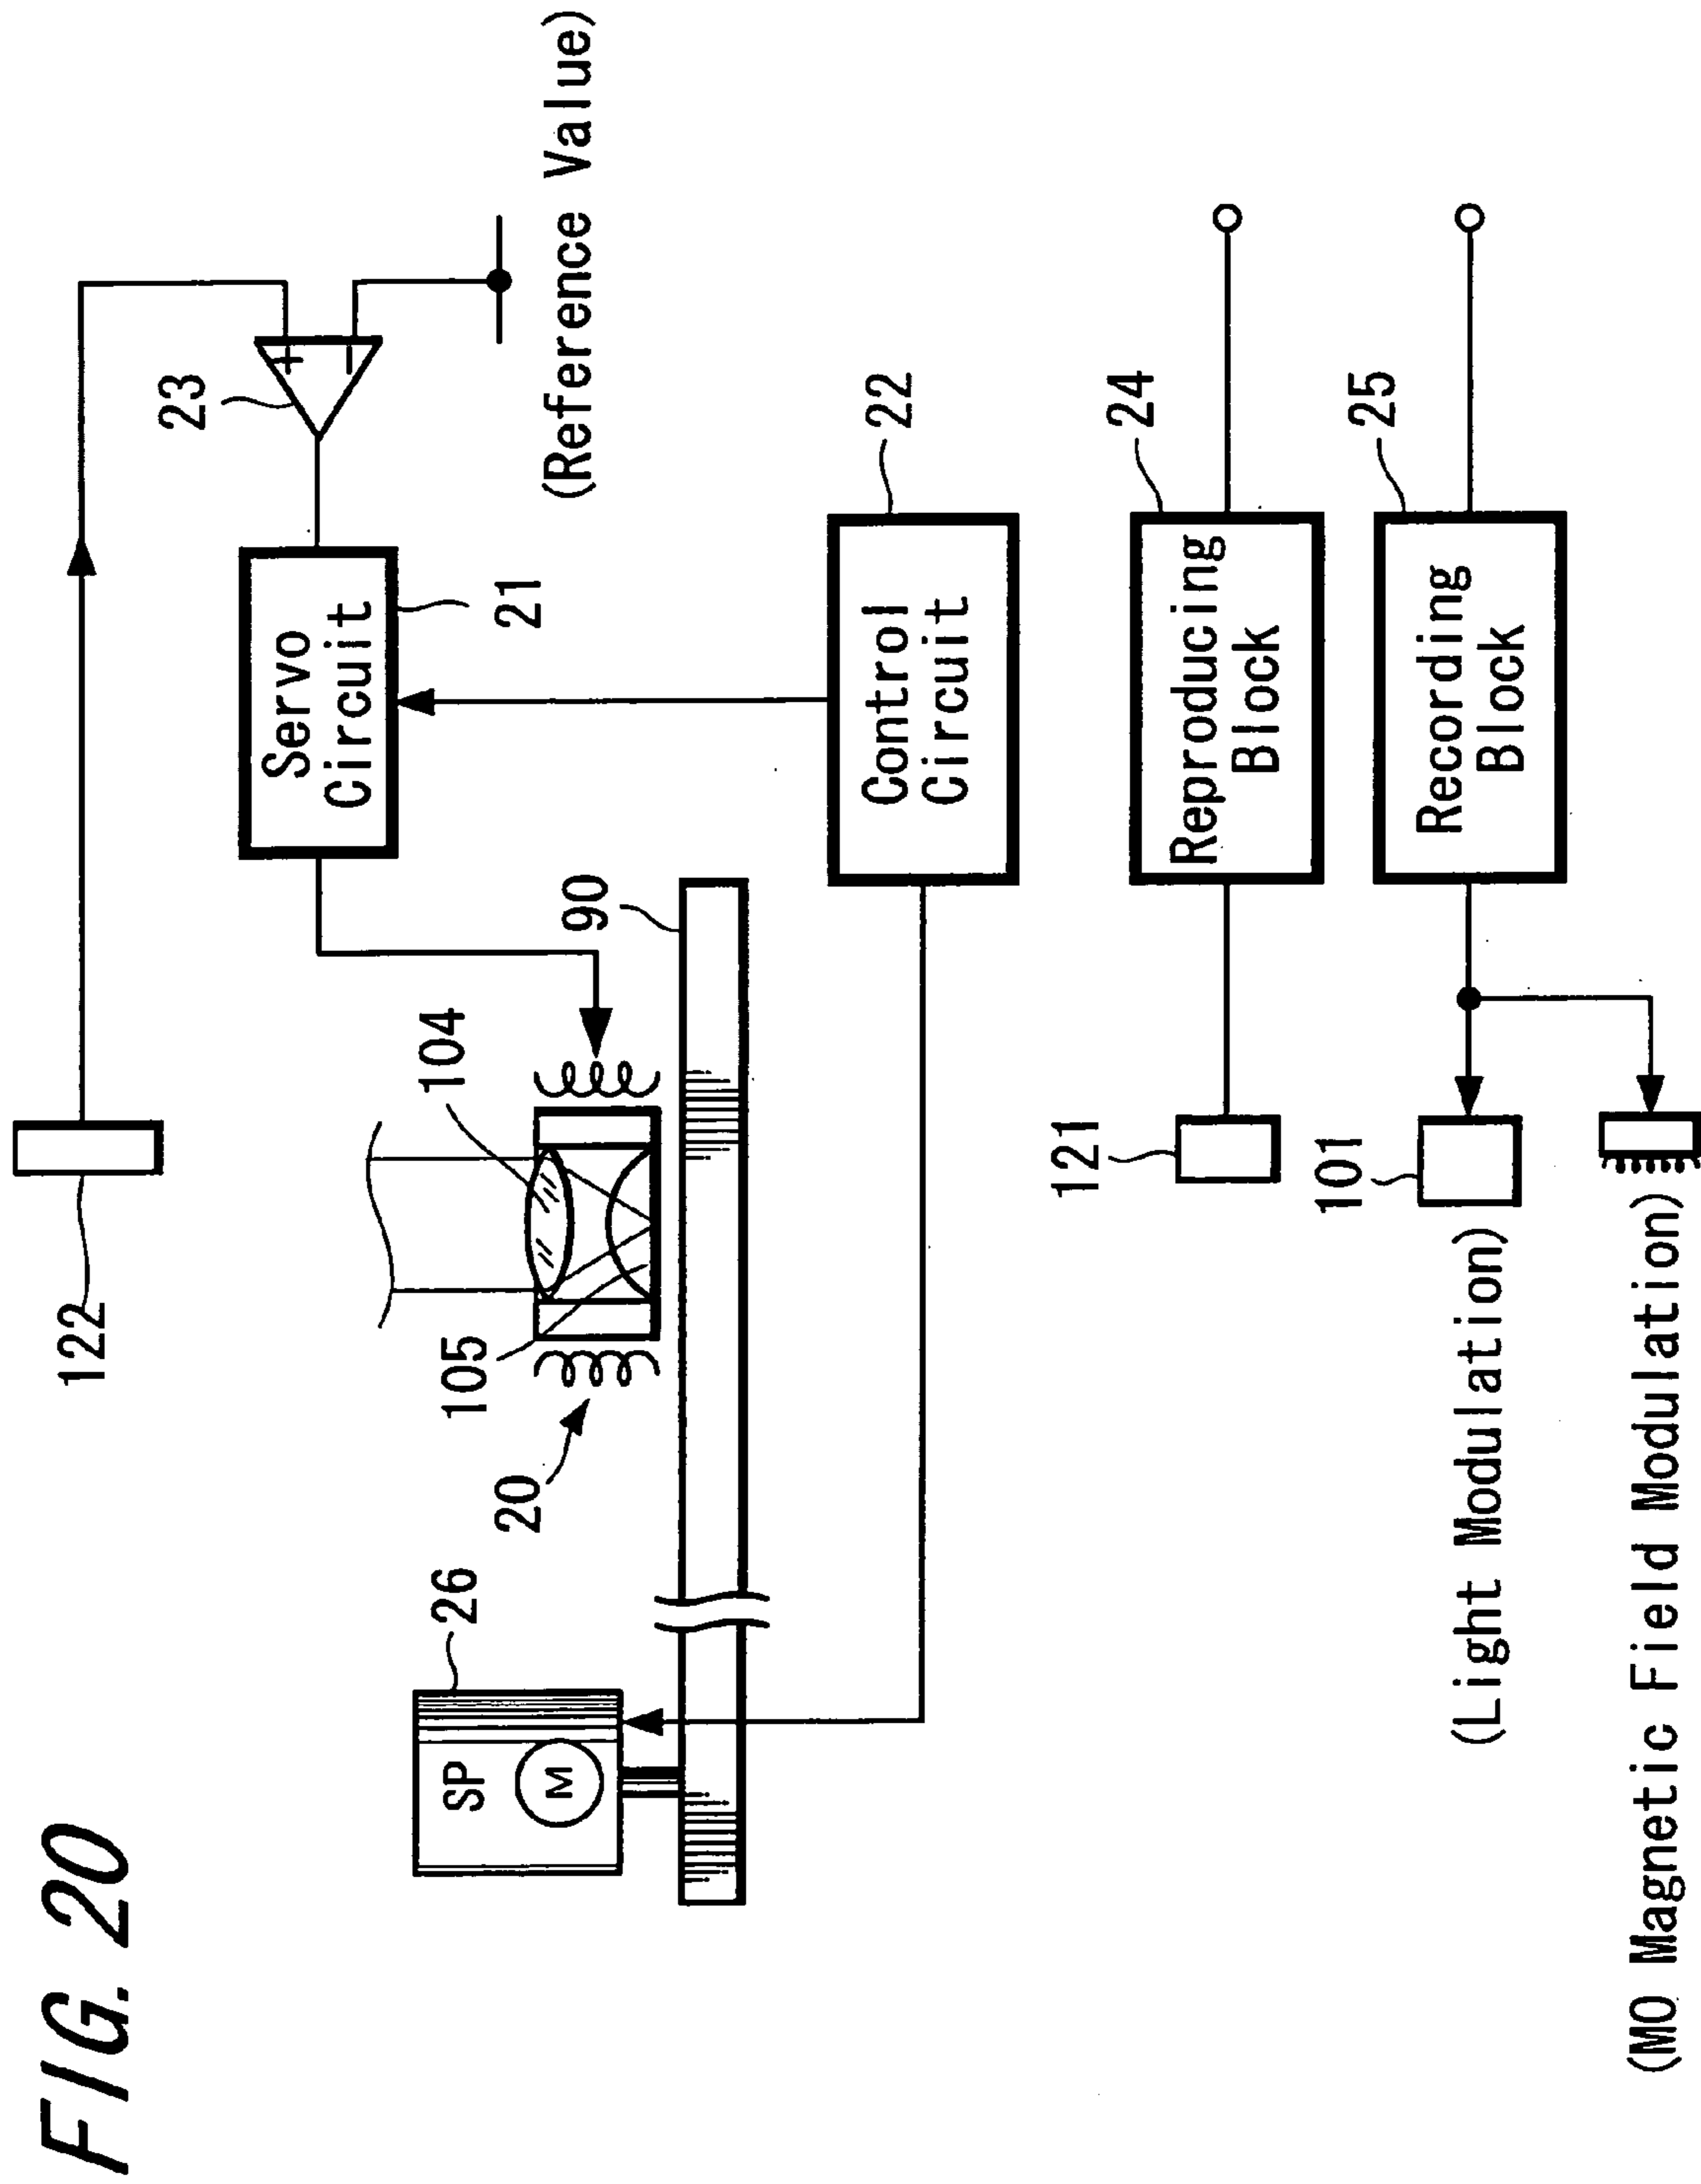 FIG. 20
122
23
(Reference Value)
Servo
Circuit
21
104
105
20
90
26
SP
M
Control
Circuit
22
121
Reproducing
Block
24
101
(Light Modulation)
Recording
Block
25
(MO Magnetic Field Modulation)
+
−